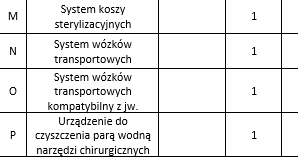 M
System koszy
sterylizacyjnych
1
N
System wózków
transportowych
1
O
System wózków
transportowych
kompatybilny z jw.
1
P
Urządzenie do
czyszczenia parą wodną
narzędzi chirurgicznych
1